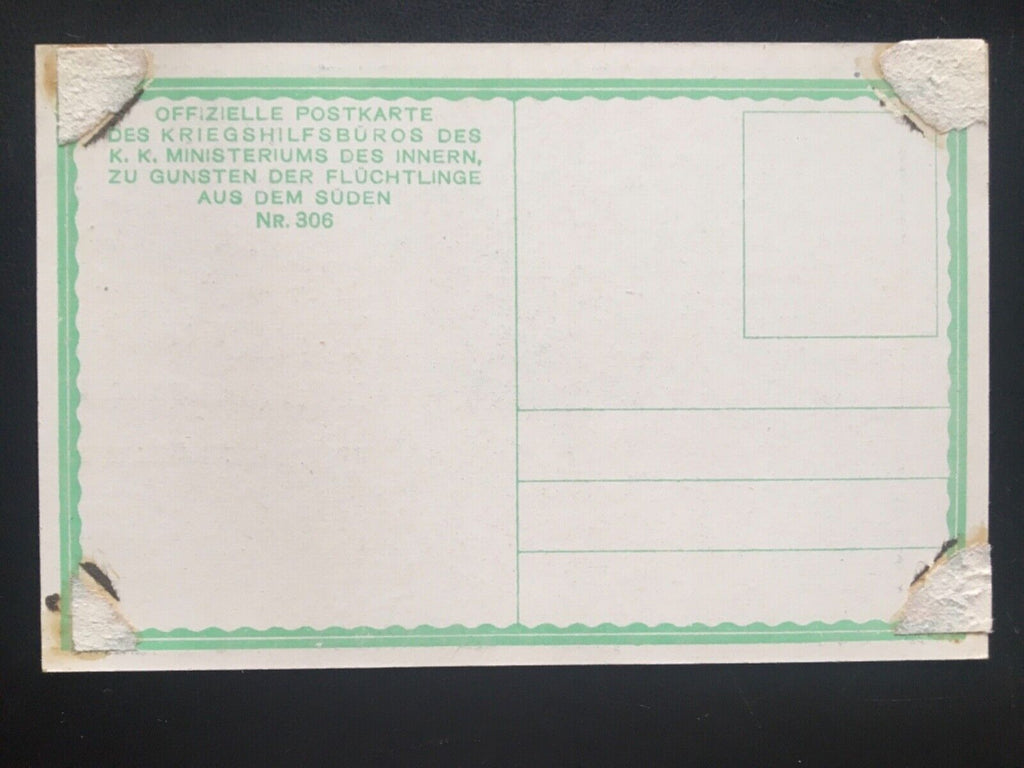 OFFIZIELLE POSTKARTE
DES KRIEGSHILFSBÜROS DES
K. K. MINISTERIUMS DES INNERN,
ZU GUNSTEN DER FLÜCHTLINGE
AUS DEM SÜDEN
NR. 306